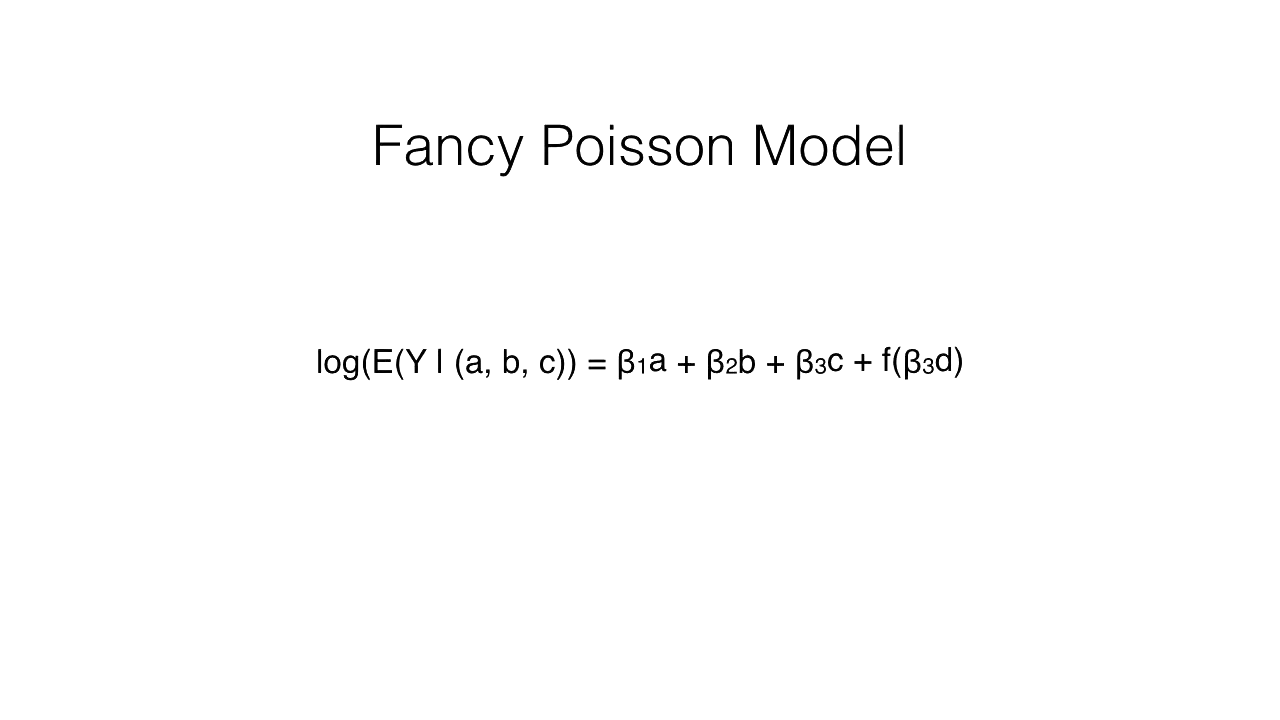 Fancy Poisson Model
log(E(Y | (a, b, c)) = β₁a + β₂b + β₃c + f(β₃d)